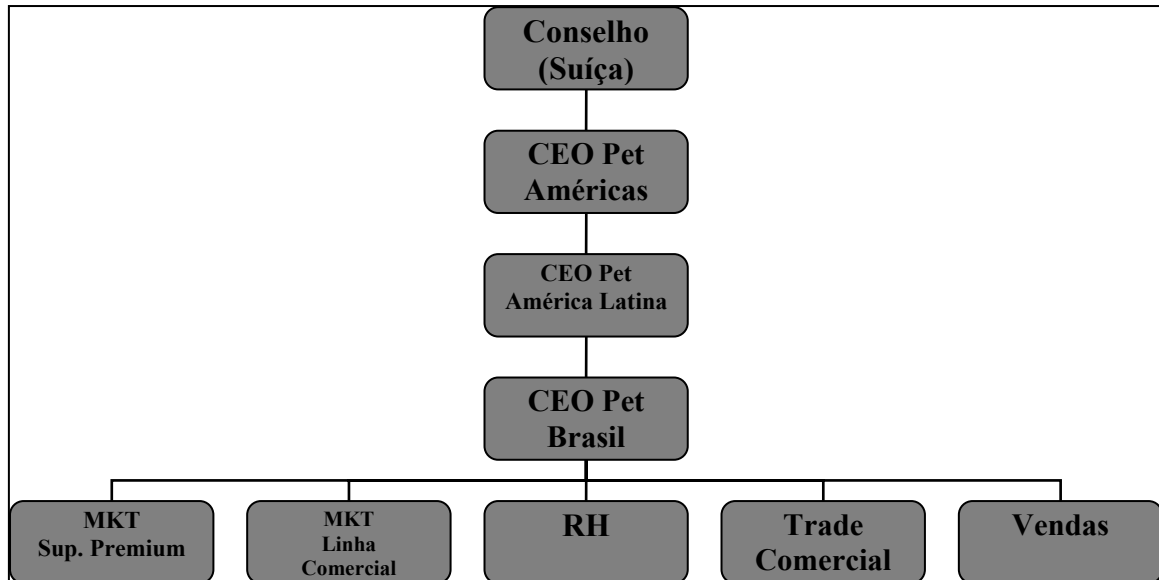 Conselho
(Suíça)
CEO Pet
Américas
CEO Pet
América Latina
CEO Pet
Brasil
MKT
Sup. Premium
MKT
Linha
Comercial
RH
Trade
Comercial
Vendas